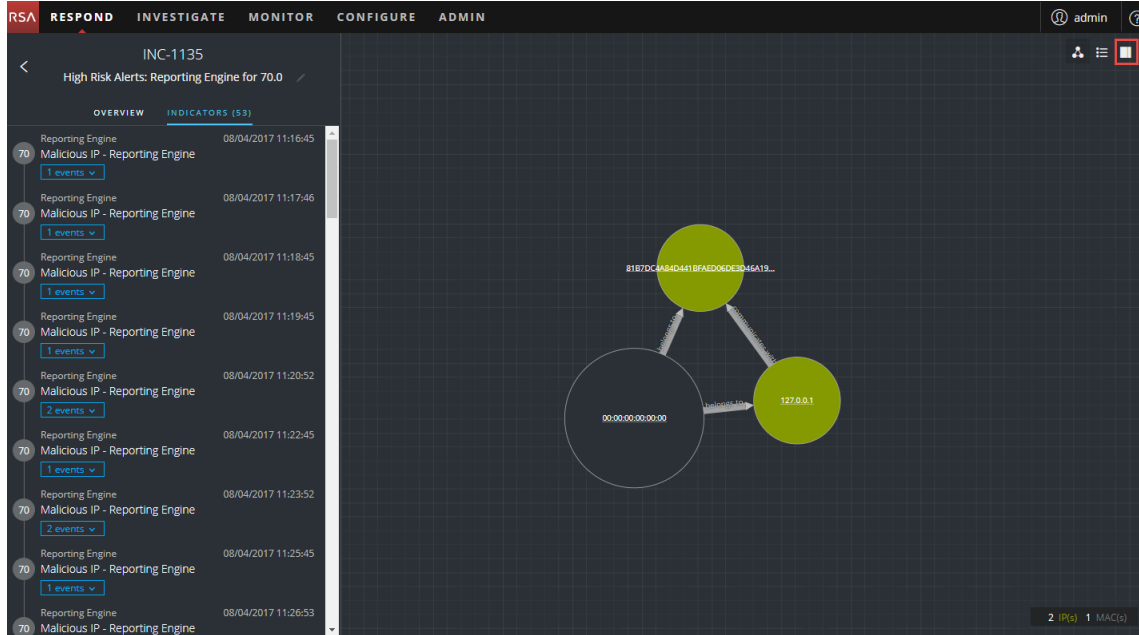 RSA RESPOND INVESTIGATE MONITOR CONFIGURE ADMIN admin ?
INC-1135
High Risk Alerts: Reporting Engine for 70.0
OVERVIEW INDICATORS (53)
Reporting Engine 08/04/2017 11:16:45
70 Malicious IP - Reporting Engine
1 events
Reporting Engine 08/04/2017 11:17:46
70 Malicious IP - Reporting Engine
1 events
Reporting Engine 08/04/2017 11:18:45
70 Malicious IP - Reporting Engine
1 events
Reporting Engine 08/04/2017 11:19:45
70 Malicious IP - Reporting Engine
1 events
Reporting Engine 08/04/2017 11:20:52
70 Malicious IP - Reporting Engine
2 events
Reporting Engine 08/04/2017 11:22:45
70 Malicious IP - Reporting Engine
1 events
Reporting Engine 08/04/2017 11:23:52
70 Malicious IP - Reporting Engine
2 events
Reporting Engine 08/04/2017 11:25:45
70 Malicious IP - Reporting Engine
1 events
Reporting Engine 08/04/2017 11:26:53
70 Malicious IP - Reporting Engine
81B7DC4A84D441BFAED06DE3D46A19...
belongs to
belongs to
127.0.0.1
00:00:00:00:00:00
2 IP(s) 1 MAC(s)